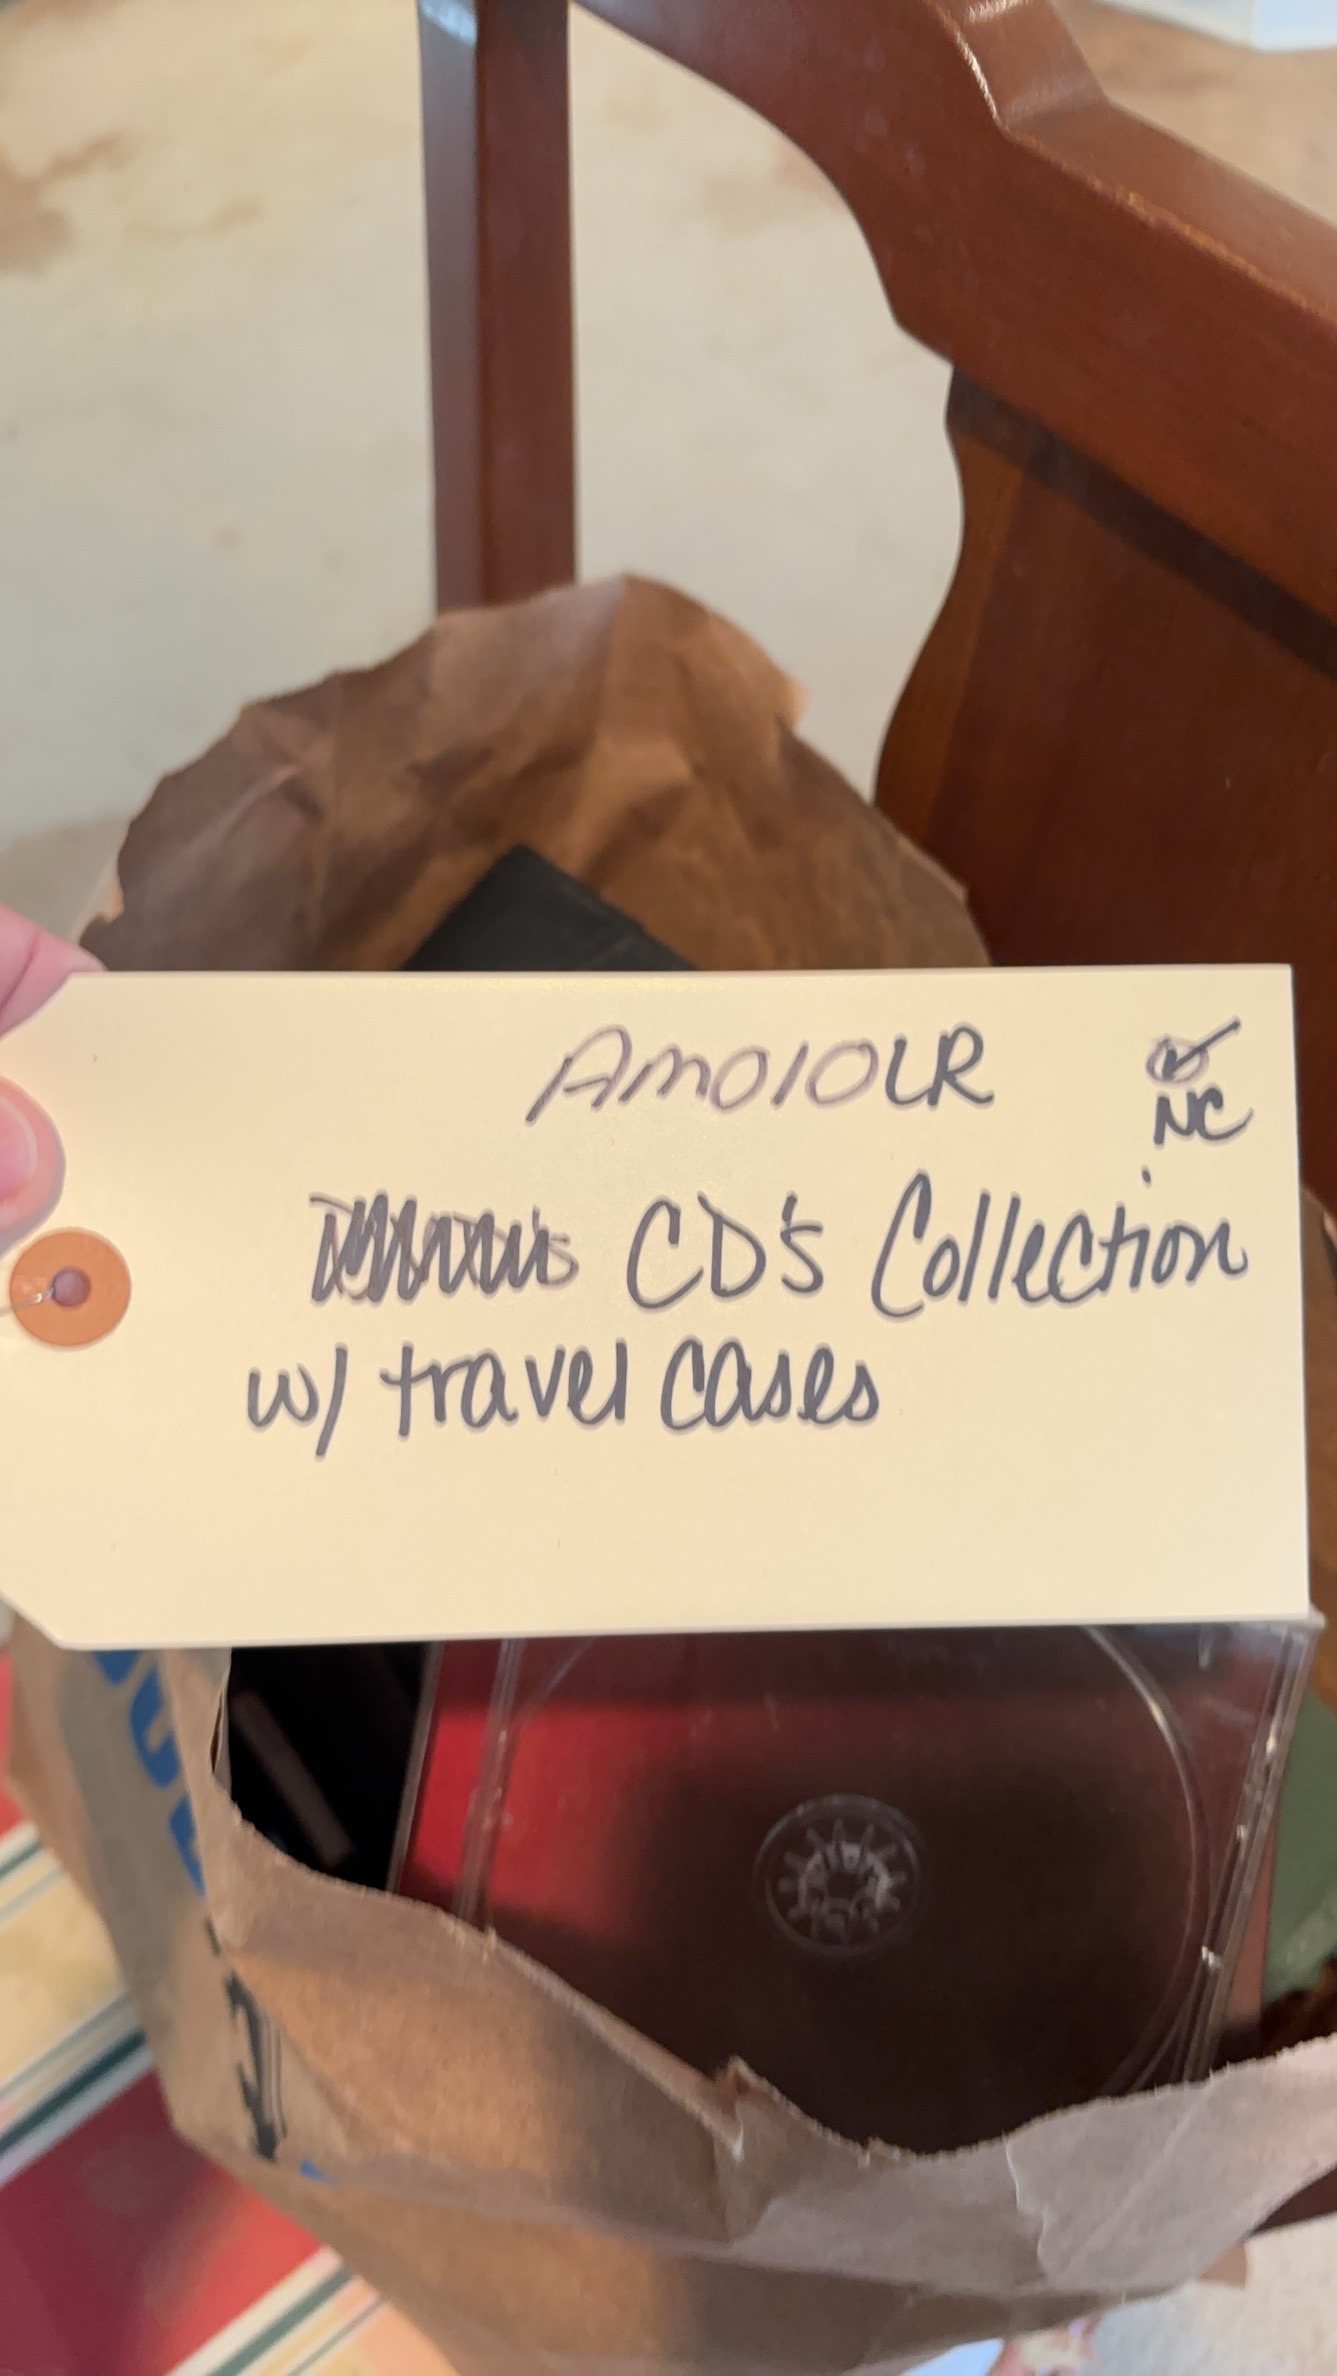 Am010LR
NC
CD's Collection
w/ travel cases